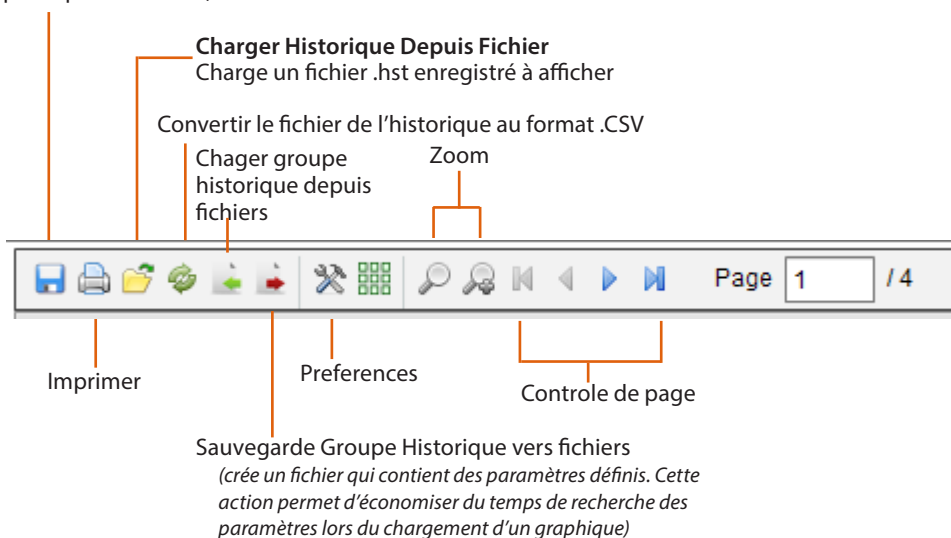 Charger Historique Depuis Fichier
Charge un fichier .hst enregistré à afficher
Convertir le fichier de l'historique au format .CSV
Chager groupe
historique depuis
fichiers
Zoom
Page 1 / 4
Imprimer
Preferences
Controle de page
Sauvegarde Groupe Historique vers fichiers
(crée un fichier qui contient des paramètres définis. Cette
action permet d'économiser du temps de recherche des
paramètres lors du chargement d'un graphique)